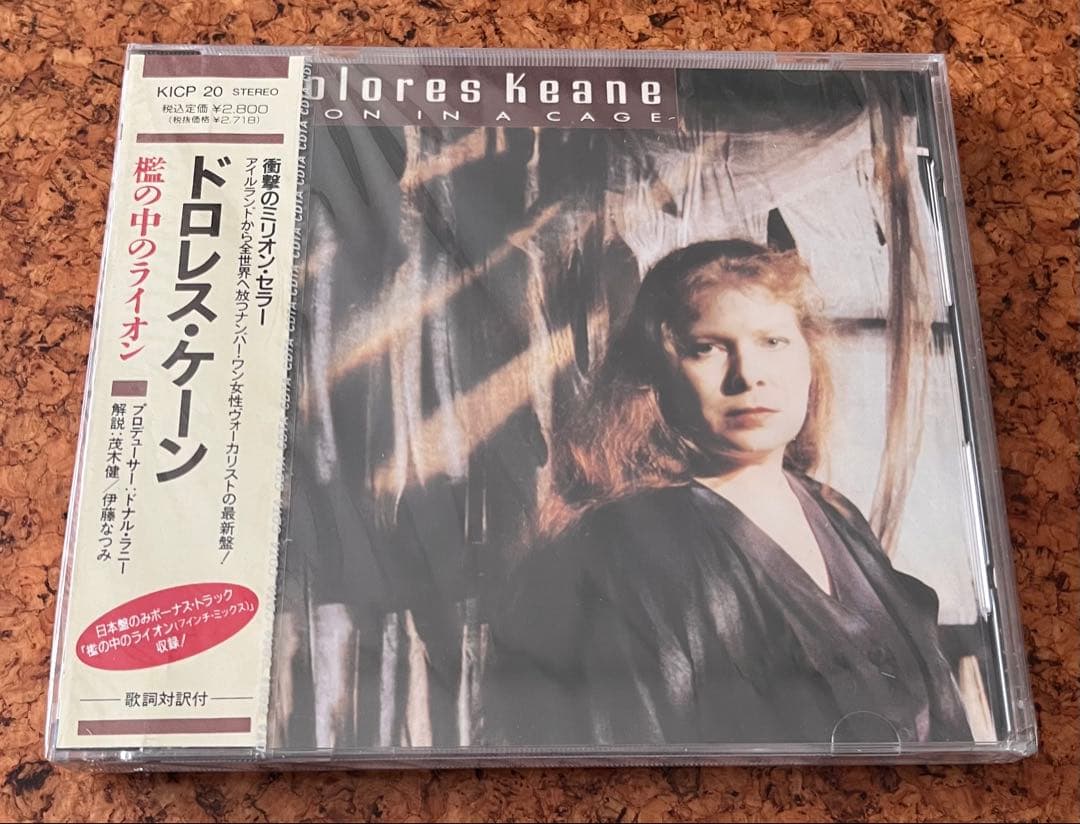 KICP 20 STEREO
税込定価¥2,800
(税抜価格¥2,718)
衝撃のミリオン・セラー
アイルランドから全世界へ放つナンバー・ワン女性ヴォーカリストの最新盤!
ドロレス・ケーン
檻の中のライオン
プロデューサー:ドナル・ラニー
解説:茂木健/伊藤なつみ
日本盤のみボーナス・トラック
「檻の中のライオン(7インチ・ミックス)」
収録!
歌詞対訳付
CDTA CDTA CDTA CDTA CDTA CDTA CDTA
olores Keane
ON IN A CAGE